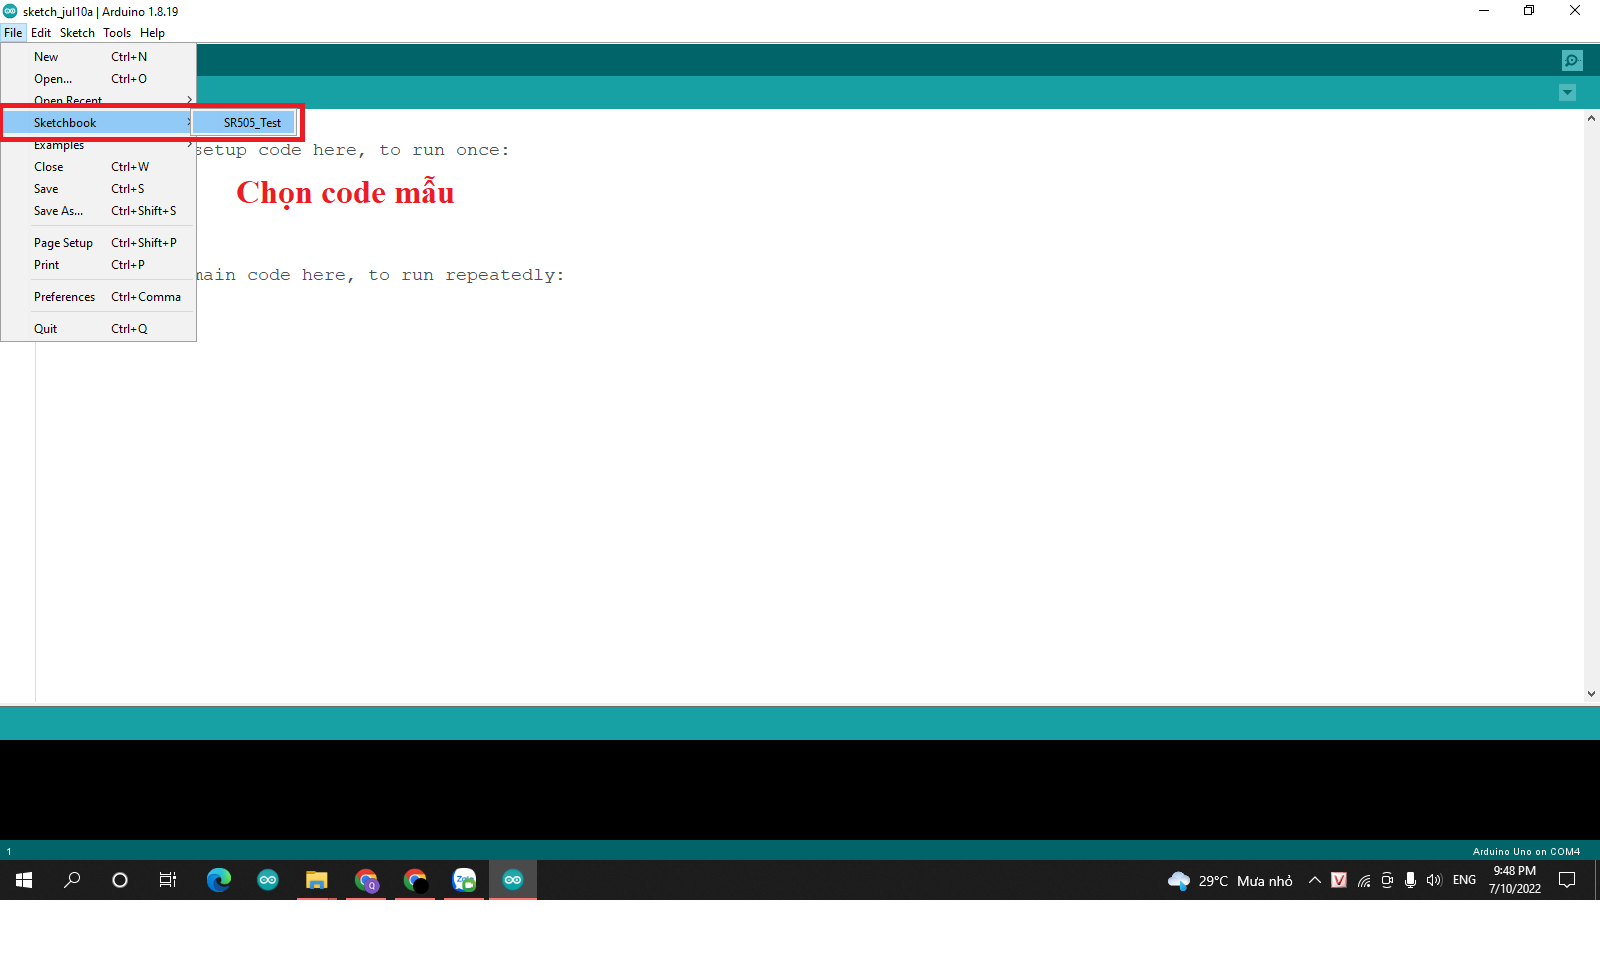 sketch_jul10a | Arduino 1.8.19
File Edit Sketch Tools Help
New Ctrl+N
Open... Ctrl+O
Open Recent
Sketchbook SR505_Test
Examples
setup code here, to run once:
Close Ctrl+W
Save Ctrl+S
Chọn code mẫu
Save As... Ctrl+Shift+S
Page Setup Ctrl+Shift+P
Print Ctrl+P
main code here, to run repeatedly:
Preferences Ctrl+Comma
Quit Ctrl+Q
1
Arduino Uno on COM4
29°C Mưa nhỏ
ENG
9:48 PM
7/10/2022